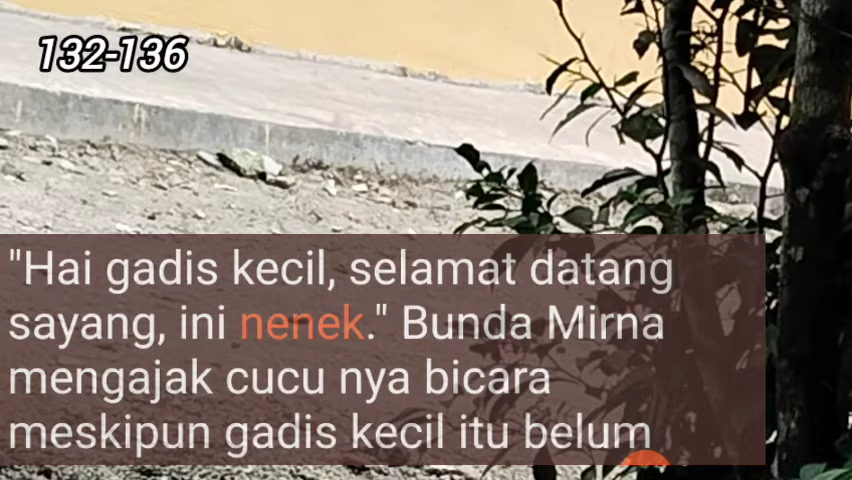 132-136
"Hai gadis kecil, selamat datang
sayang, ini nenek." Bunda Mirna
mengajak cucu nya bicara
meskipun gadis kecil itu belum